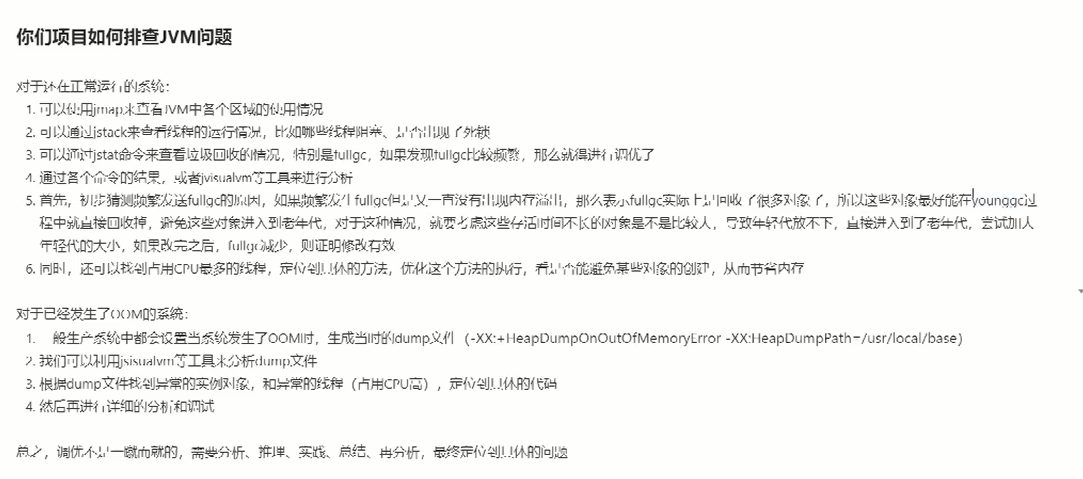 你们项目如何排查JVM问题
对于还在正常运行的系统：
1. 可以使用jmap来查看JVM中各个区域的使用情况
2. 可以通过jstack来查看线程的运行情况，比如哪些线程阻塞、是否出现了死锁
3. 可以通过jstat命令来查看垃圾回收的情况，特别是fullgc，如果发现fullgc比较频繁，那么就得进行调优了
4. 通过各个命令的结果，或者jvisualvm等工具来进行分析
5. 首先，初步猜测频繁发送fullgc的原因，如果频繁发生fullgc但是又一直没有出现内存溢出，那么表示fullgc实际上是回收了很多对象了，所以这些对象最好能在younggc过
程中就直接回收掉，避免这些对象进入到老年代，对于这种情况，就要考虑这些存活时间不长的对象是不是比较大，导致年轻代放不下，直接进入到了老年代，尝试加大
年轻代的大小，如果改完之后，fullgc减少，则证明修改有效
6. 同时，还可以找到占用CPU最多的线程，定位到具体的方法，优化这个方法的执行，看是否能避免某些对象的创建，从而节省内存
对于已经发生了OOM的系统：
1. 一般生产系统中都会设置当系统发生了OOM时，生成当时的dump文件（-XX:+HeapDumpOnOutOfMemoryError -XX:HeapDumpPath=/usr/local/base）
2. 我们可以利用jsisualvm等工具来分析dump文件
3. 根据dump文件找到异常的实例对象，和异常的线程（占用CPU高），定位到具体的代码
4. 然后再进行详细的分析和调试
总之，调优不是一蹴而就的，需要分析、推理、实践、总结、再分析，最终定位到具体的问题